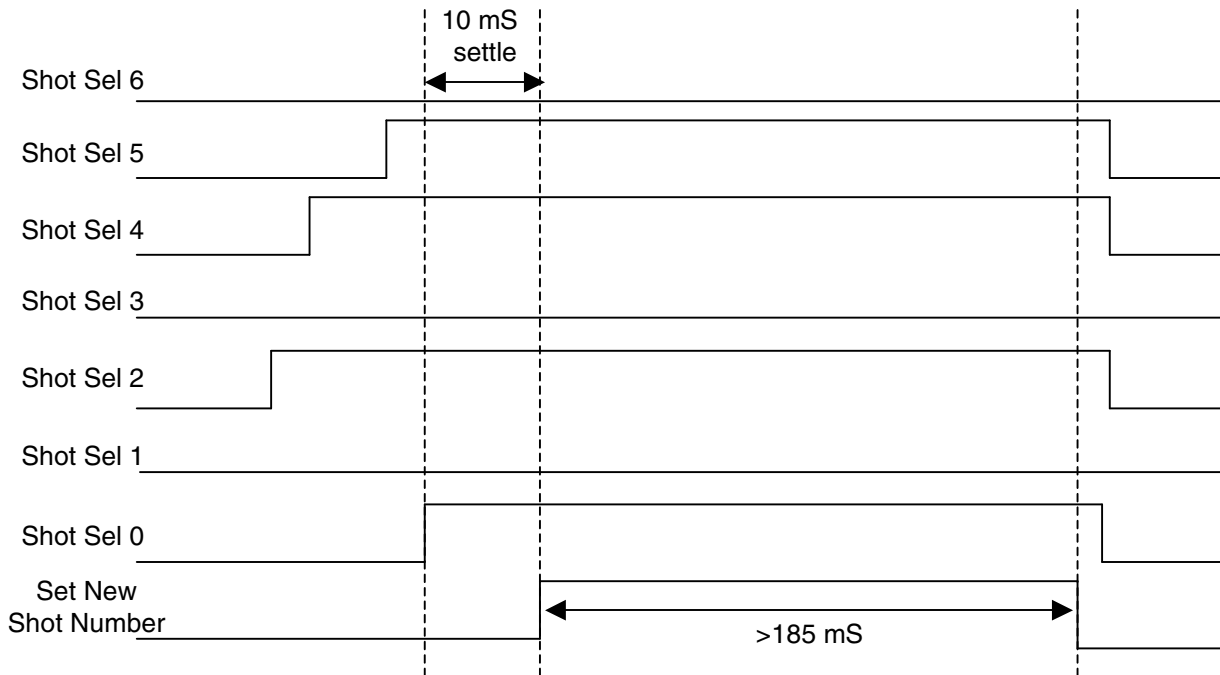 10 mS
settle
Shot Sel 6
Shot Sel 5
Shot Sel 4
Shot Sel 3
Shot Sel 2
Shot Sel 1
Shot Sel 0
Set New
Shot Number
>185 mS